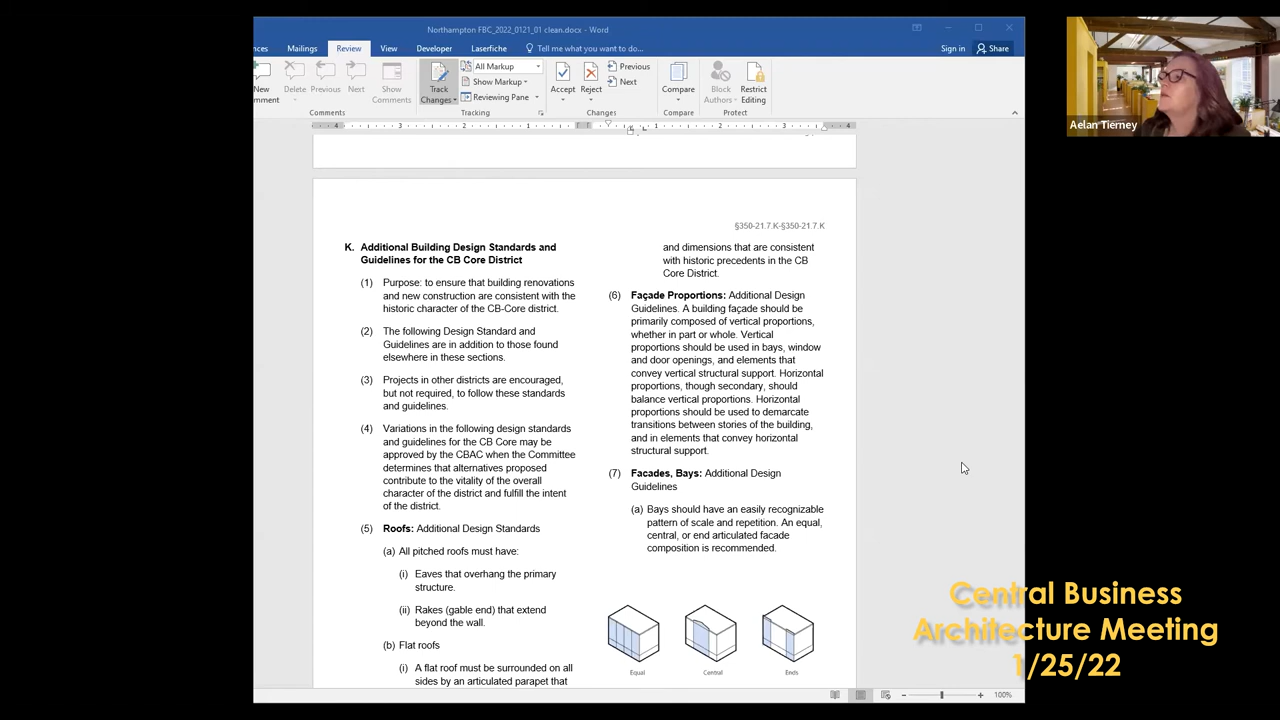 Northampton FBC_2022_0121_01 clean.docx - Word
nces Mailings Review View Developer Laserfiche Tell me what you want to do... Sign in Share
New
mment
Delete
Previous
Next
Show
Comments
Comments
Track
Changes
All Markup
Show Markup
Reviewing Pane
Tracking
Accept
Reject
Previous
Next
Changes
Compare
Compare
Block
Authors
Restrict
Editing
Protect
4 3 2 1 1 2 3 4
Aelan Tierney
§350-21.7.K-§350-21.7.K
K. Additional Building Design Standards and
Guidelines for the CB Core District
(1) Purpose: to ensure that building renovations
and new construction are consistent with the
historic character of the CB-Core district.
(2) The following Design Standard and
Guidelines are in addition to those found
elsewhere in these sections.
(3) Projects in other districts are encouraged,
but not required, to follow these standards
and guidelines.
(4) Variations in the following design standards
and guidelines for the CB Core may be
approved by the CBAC when the Committee
determines that alternatives proposed
contribute to the vitality of the overall
character of the district and fulfill the intent
of the district.
(5) Roofs: Additional Design Standards
(a) All pitched roofs must have:
(i) Eaves that overhang the primary
structure.
(ii) Rakes (gable end) that extend
beyond the wall.
(b) Flat roofs
(i) A flat roof must be surrounded on all
sides by an articulated parapet that
and dimensions that are consistent
with historic precedents in the CB
Core District.
(6) Façade Proportions: Additional Design
Guidelines. A building façade should be
primarily composed of vertical proportions,
whether in part or whole. Vertical
proportions should be used in bays, window
and door openings, and elements that
convey vertical structural support. Horizontal
proportions, though secondary, should
balance vertical proportions. Horizontal
proportions should be used to demarcate
transitions between stories of the building,
and in elements that convey horizontal
structural support.
(7) Facades, Bays: Additional Design
Guidelines
(a) Bays should have an easily recognizable
pattern of scale and repetition. An equal,
central, or end articulated facade
composition is recommended.
Equal Central Ends
Central Business
Architecture Meeting
1/25/22
100%